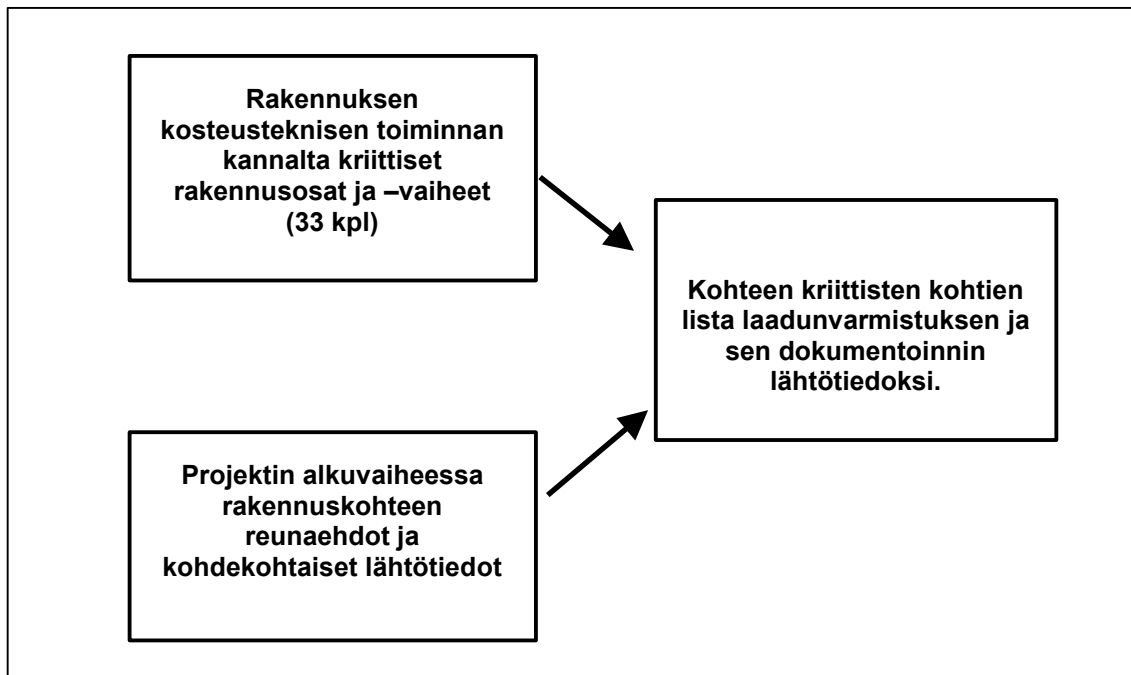 Rakennuksen
kosteusteknisen toiminnan
kannalta kriittiset
rakennusosat ja –vaiheet
(33 kpl)
Kohteen kriittisten kohtien
lista laadunvarmistuksen ja
sen dokumentoinnin
lähtötiedoksi.
Projektin alkuvaiheessa
rakennuskohteen
reunaehdot ja
kohdekohtaiset lähtötiedot